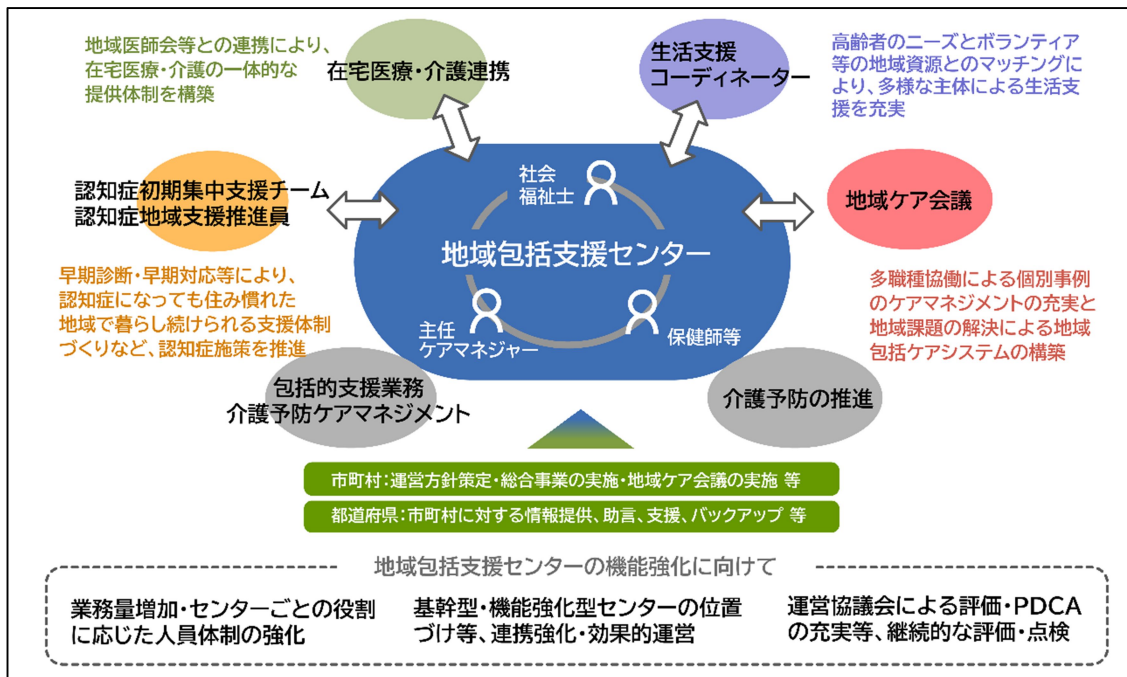 地域医師会等との連携により、
在宅医療・介護の一体的な
提供体制を構築
在宅医療・介護連携
生活支援
コーディネーター
高齢者のニーズとボランティア
等の地域資源とのマッチングに
より、多様な主体による生活支
援を充実
認知症初期集中支援チーム
認知症地域支援推進員
社会
福祉士
地域ケア会議
地域包括支援センター
早期診断・早期対応等により、
認知症になっても住み慣れた
地域で暮らし続けられる支援体制
づくりなど、認知症施策を推進
主任
ケアマネジャー
保健師等
多職種協働による個別事例
のケアマネジメントの充実と
地域課題の解決による地域
包括ケアシステムの構築
包括的支援業務
介護予防ケアマネジメント
介護予防の推進
市町村：運営方針策定・総合事業の実施・地域ケア会議の実施 等
都道府県：市町村に対する情報提供、助言、支援、バックアップ 等
地域包括支援センターの機能強化に向けて
業務量増加・センターごとの役割
に応じた人員体制の強化
基幹型・機能強化型センターの位置
づけ等、連携強化・効果的運営
運営協議会による評価・PDCA
の充実等、継続的な評価・点検